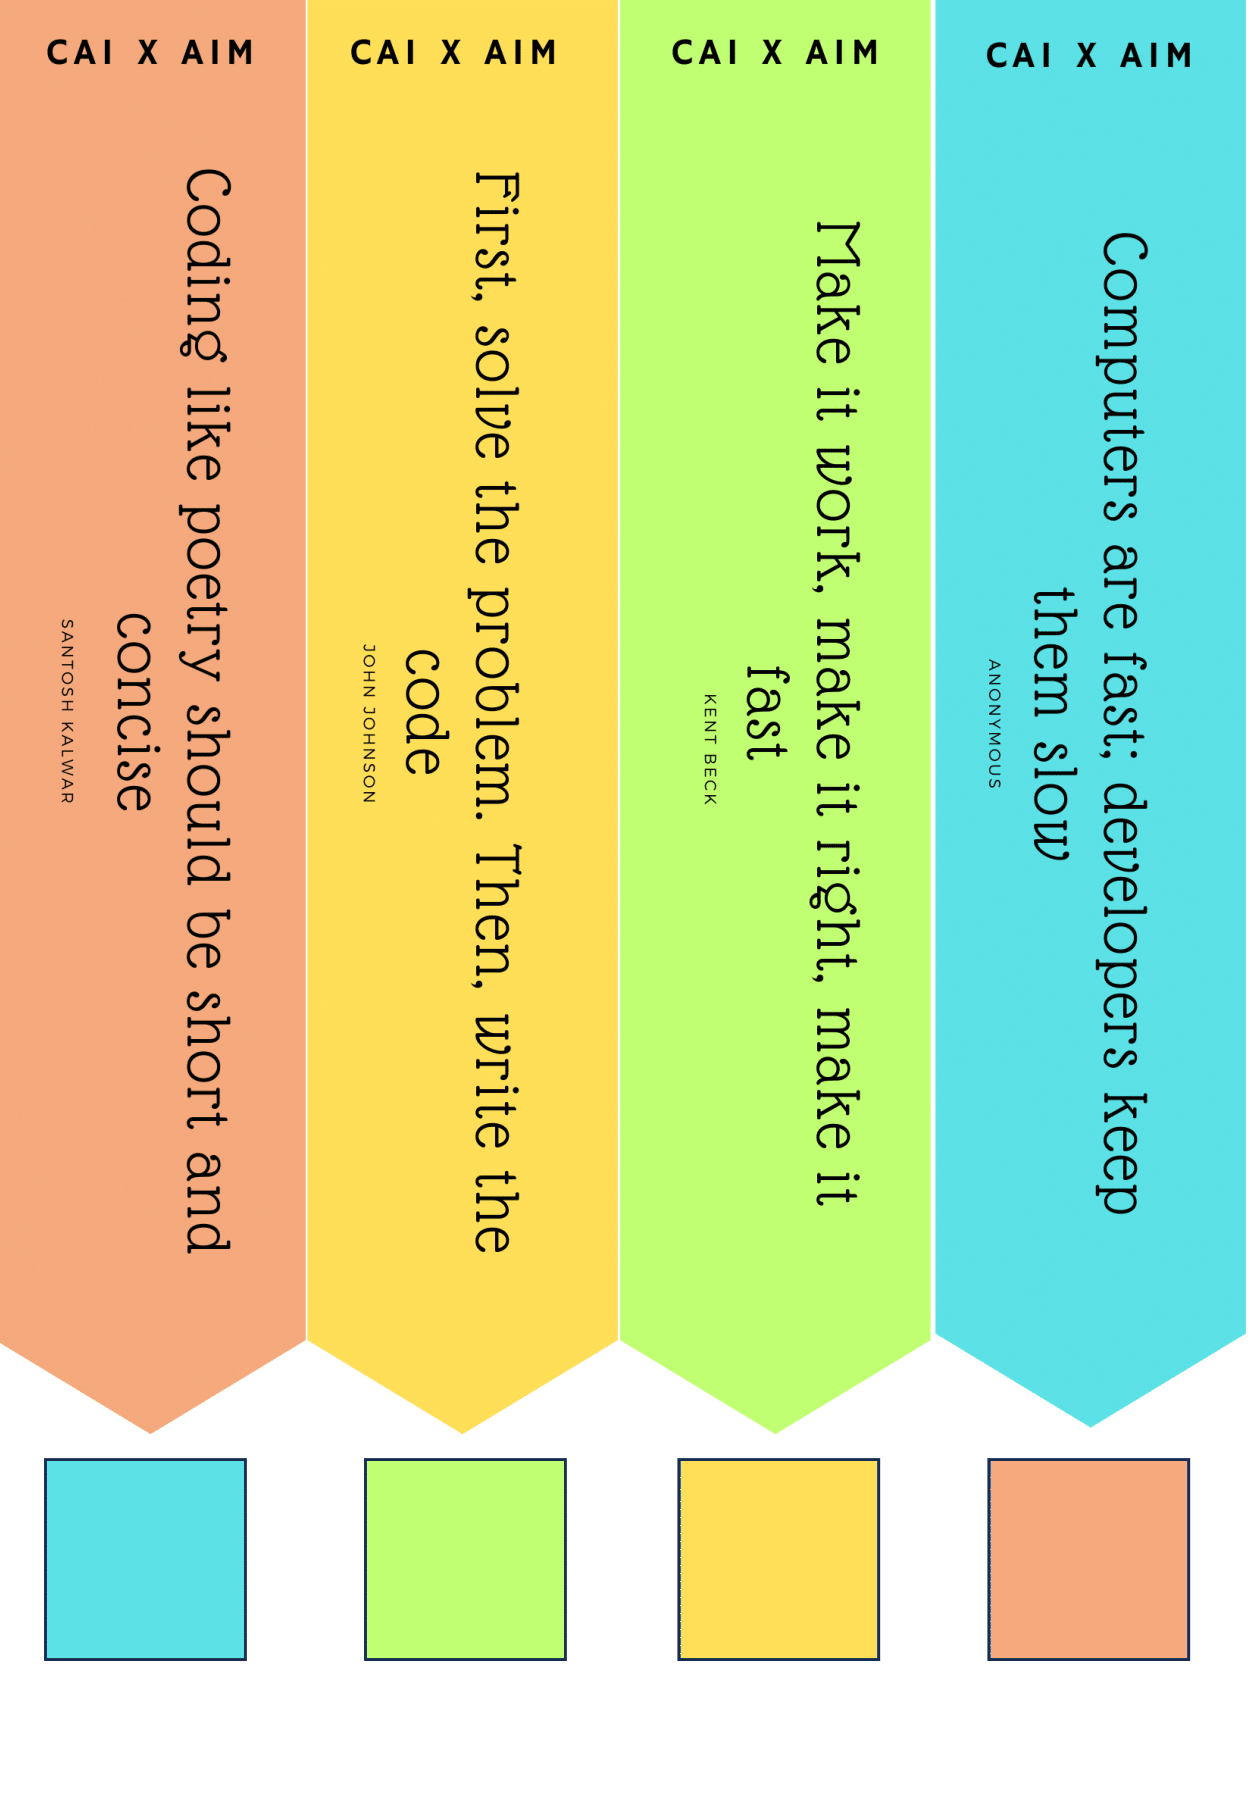 CAI X AIM
Coding like poetry should be short and
concise
SANTOSH KALWAR
CAI X AIM
First, solve the problem. Then, write the
code
JOHN JOHNSON
CAI X AIM
Make it work, make it right, make it
fast
KENT BECK
CAI X AIM
Computers are fast; developers keep
them slow
ANONYMOUS